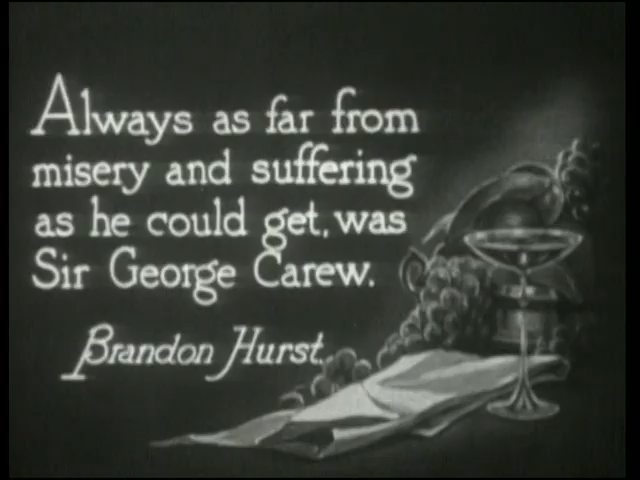 Always as far from
misery and suffering
as he could get, was
Sir George Carew.
Brandon Hurst.